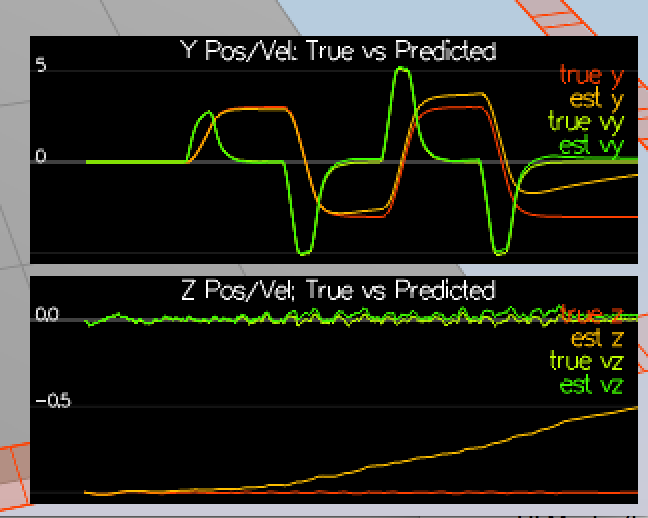 Y Pos/Vel: True vs Predicted
5
true y
est y
true vy
est vy
0
Z Pos/Vel; True vs Predicted
0.0
true z
est z
true vz
est vz
-0.5